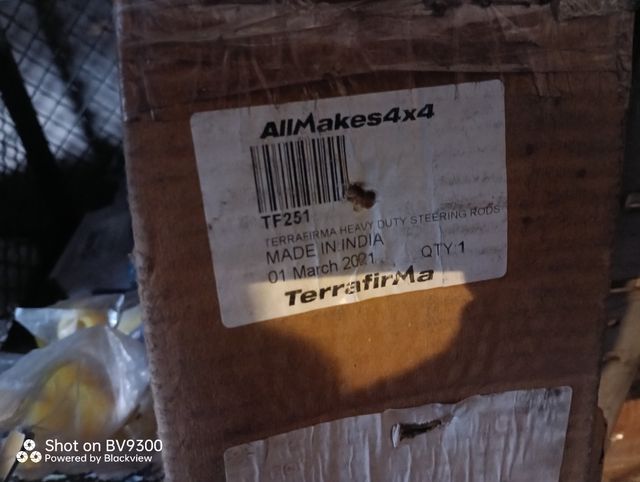 AllMakes4x4
TF251
TERRAFIRMA HEAVY DUTY STEERING RODS
MADE IN INDIA
01 March 2021 QTY 1
TerrafirMa
Shot on BV9300
Powered by Blackview